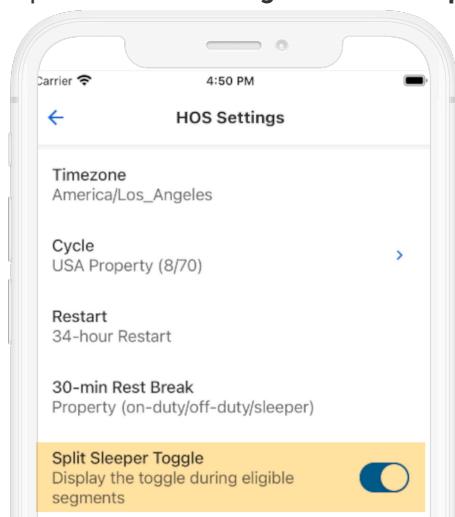 Carrier
4:50 PM
HOS Settings
Timezone
America/Los_Angeles
Cycle
USA Property (8/70)
Restart
34-hour Restart
30-min Rest Break
Property (on-duty/off-duty/sleeper)
Split Sleeper Toggle
Display the toggle during eligible
segments